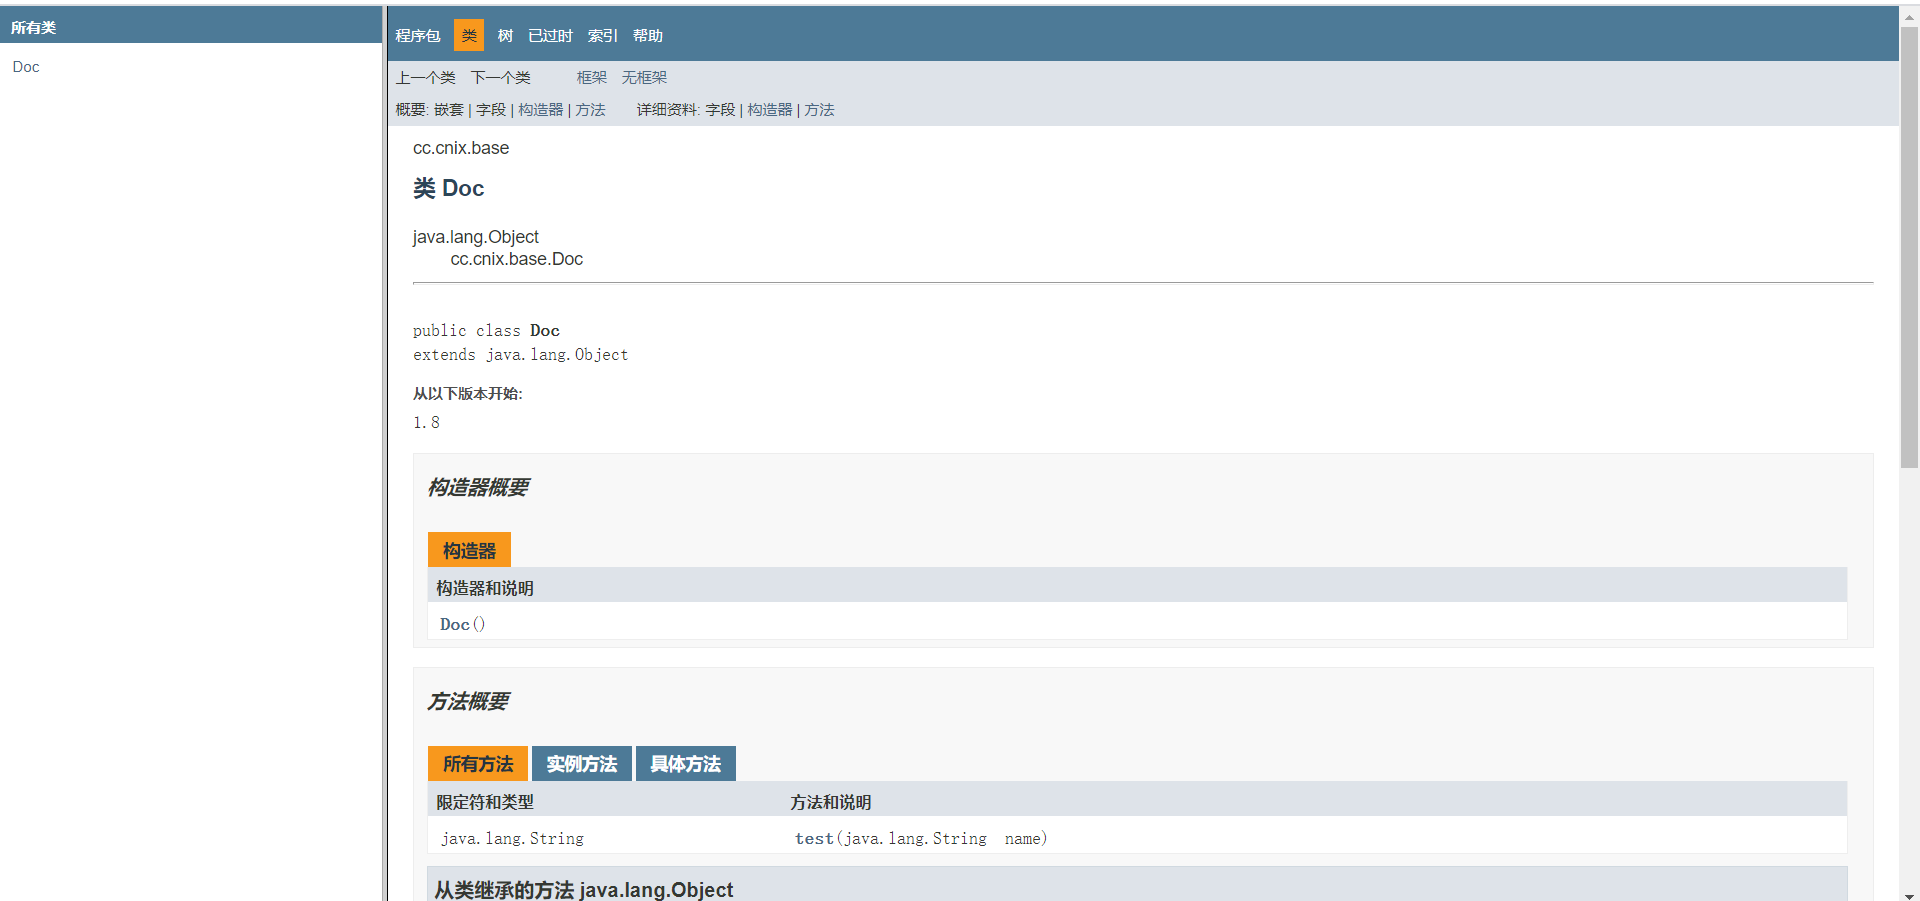 所有类
Doc
程序包 类 树 已过时 索引 帮助
上一个类 下一个类 框架 无框架
概要: 嵌套 | 字段 | 构造器 | 方法 详细资料: 字段 | 构造器 | 方法
cc.cnix.base
类 Doc
java.lang.Object
cc.cnix.base.Doc
public class Doc
extends java.lang.Object
从以下版本开始:
1.8
构造器概要
构造器
构造器和说明
Doc()
方法概要
所有方法 实例方法 具体方法
限定符和类型 方法和说明
java.lang.String test(java.lang.String name)
从类继承的方法 java.lang.Object